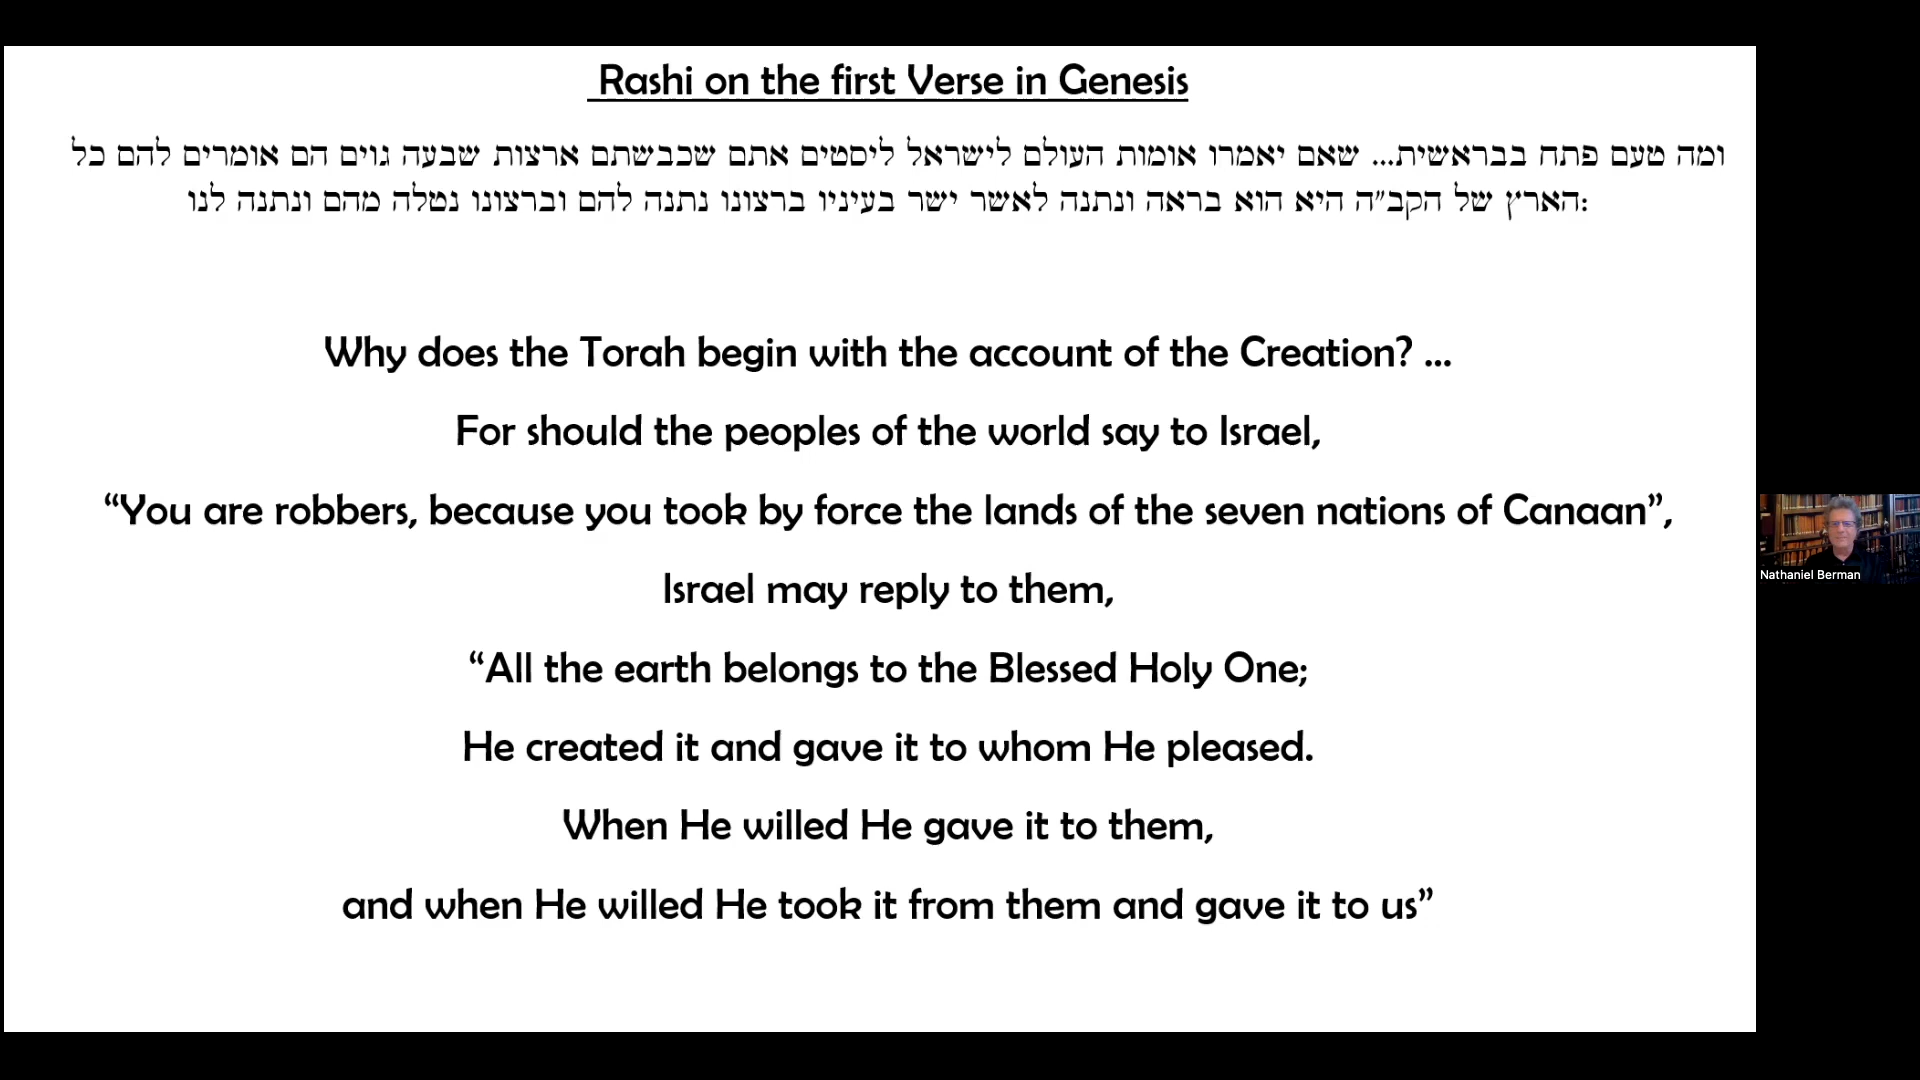 Rashi on the first Verse in Genesis
ומה טעם פתח בבראשית... שאם יאמרו אומות העולם לישראל ליסטים אתם שכבשתם ארצות שבעה גוים הם אומרים להם כל
הארץ של הקב״ה היא הוא בראה ונתנה לאשר ישר בעיניו ברצונו נתנה להם וברצונו נטלה מהם ונתנה לנו:
Why does the Torah begin with the account of the Creation? ...
For should the peoples of the world say to Israel,
“You are robbers, because you took by force the lands of the seven nations of Canaan”,
Israel may reply to them,
“All the earth belongs to the Blessed Holy One;
He created it and gave it to whom He pleased.
When He willed He gave it to them,
and when He willed He took it from them and gave it to us”
Nathaniel Berman